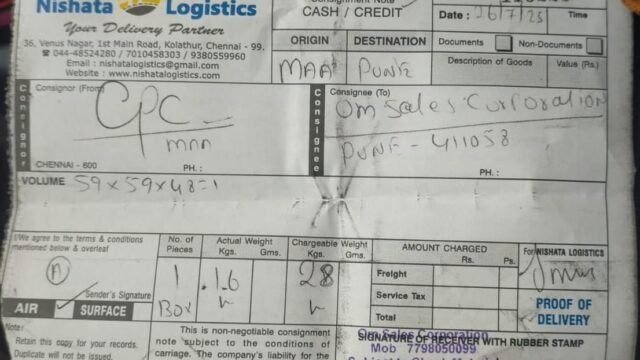 Nishata Logistics
Your Delivery Partner
36, Venus Nagar, 1st Main Road, Kolathur, Chennai - 99.
☎ 044-48524280 / 7010458303 / 9380559960
Email : nishatalogistics@gmail.com
Website : www.nishatalogistics.com
Consignment Note
CASH / CREDIT
Date : 26/7/23 Time
ORIGIN DESTINATION
MAA PUNE
Documents Non-Documents
Description of Goods Value (Rs.)
Consignor
Consignor (From)
CPC
MAA
CHENNAI - 600 PH. :
Consignee
Consignee (To)
Om Sales Corporation
PUNE - 411058
PH. :
VOLUME 59x59x48=1
I/We agree to the terms & conditions
mentioned below & overleaf
Sender's Signature
AIR SURFACE
No. of Pieces
1
Box
Actual Weight
Kgs. Gms.
16
Chargeable Weight
Kgs. Gms.
28
AMOUNT CHARGED
Rs. Ps.
Freight
Service Tax
Total
For NISHATA LOGISTICS
PROOF OF
DELIVERY
Note:
Retain this copy for your records.
Duplicate will not be issued.
This is non-negotiable consignment
note subject to the conditions of
carriage. The company's liability for the
SIGNATURE OF RECEIVER WITH RUBBER STAMP
Om Sales Corporation
Mob 7798050099